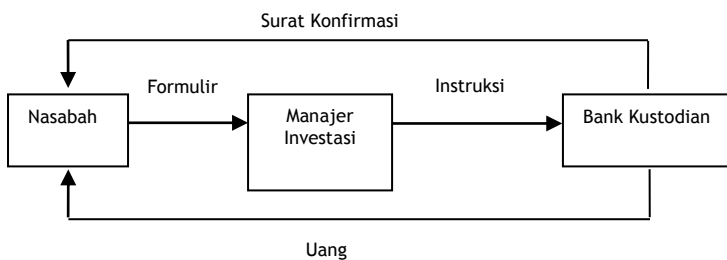 Surat Konfirmasi
Formulir
Instruksi
Nasabah
Manajer
Investasi
Bank Kustodian
Uang